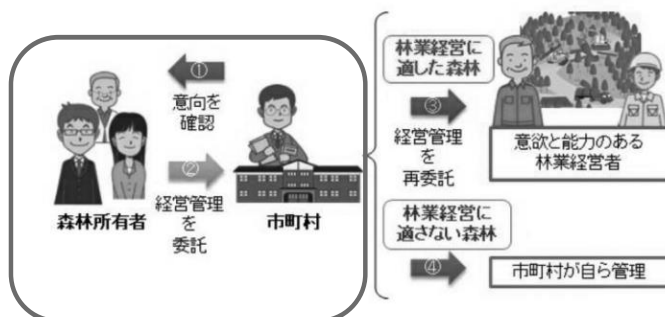 ①
意向を
確認
②
経営管理
を
委託
森林所有者
市町村
林業経営に
適した森林
③
経営管理
を
再委託
意欲と能力のある
林業経営者
林業経営に
適さない森林
④
市町村が自ら管理